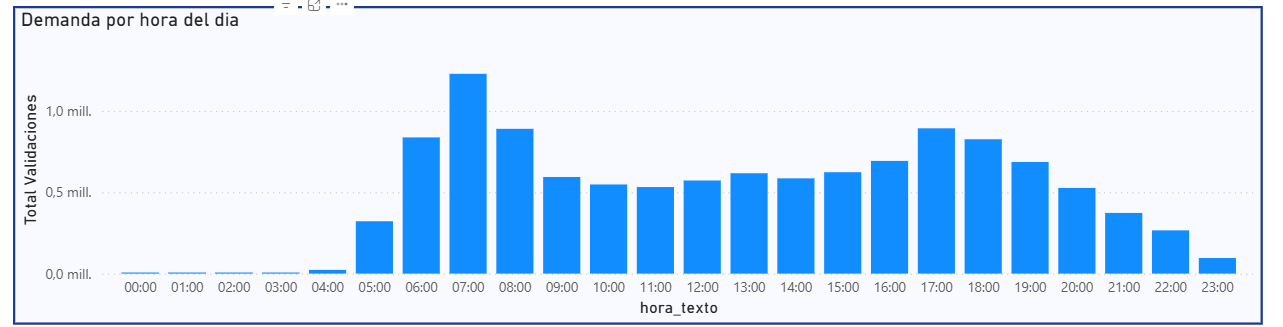 Demanda por hora del dia
Total Validaciones
1,0 mill.
0,5 mill.
0,0 mill.
00:00 01:00 02:00 03:00 04:00 05:00 06:00 07:00 08:00 09:00 10:00 11:00 12:00 13:00 14:00 15:00 16:00 17:00 18:00 19:00 20:00 21:00 22:00 23:00
hora_texto